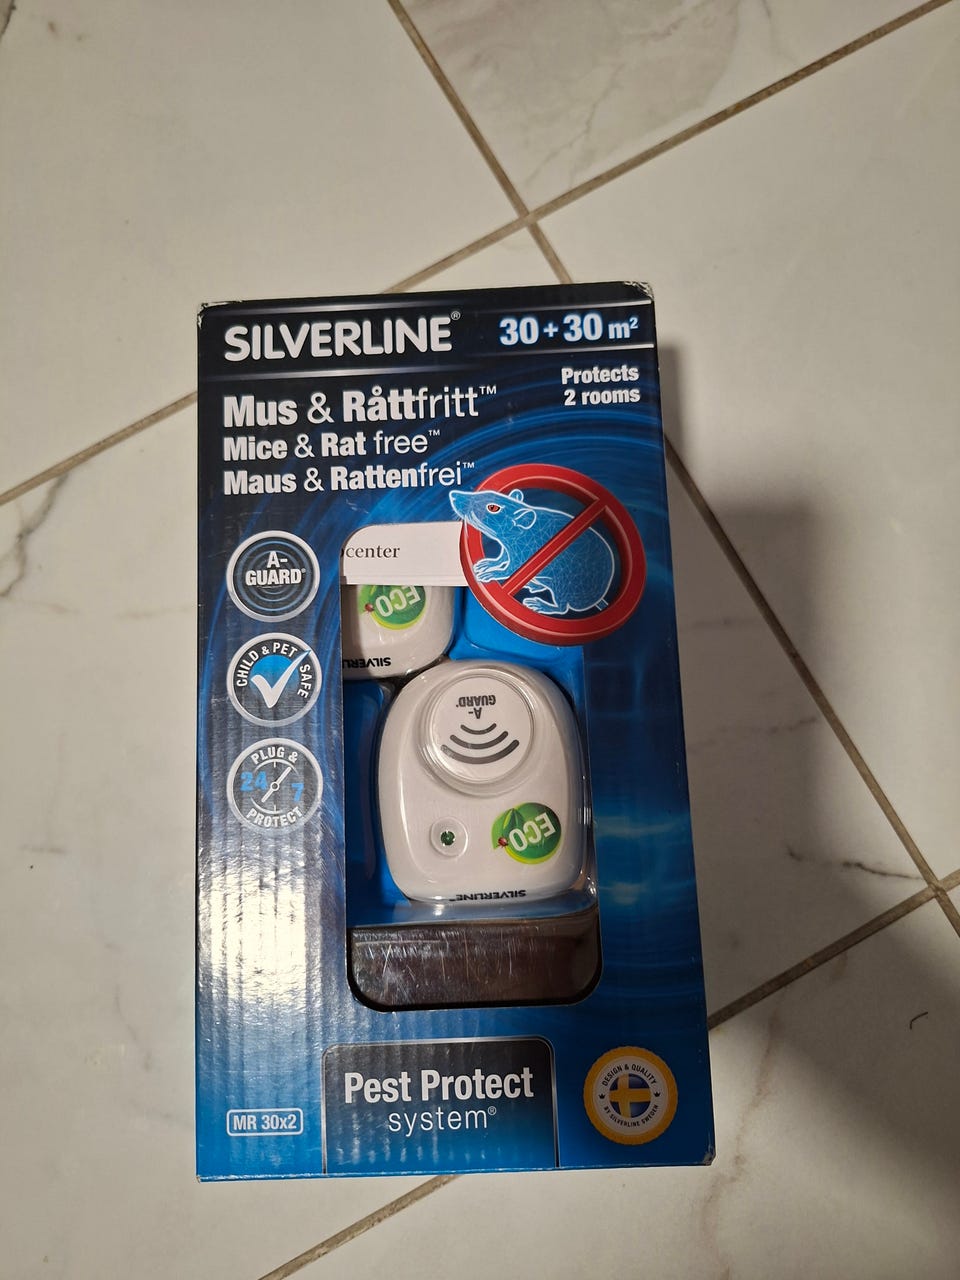 SILVERLINE®
30 + 30 m²
Protects
2 rooms
Mus & Råttfritt™
Mice & Rat free™
Maus & Rattenfrei™
A-
GUARD®
center
ECO
SILVERLINE
CHILD & PET SAFE
A-
GUARD®
PLUG &
24 7
PROTECT
ECO
SILVERLINE™
Pest Protect
system®
MR 30x2
DESIGN & QUALITY
BY SILVERLINE SWEDEN